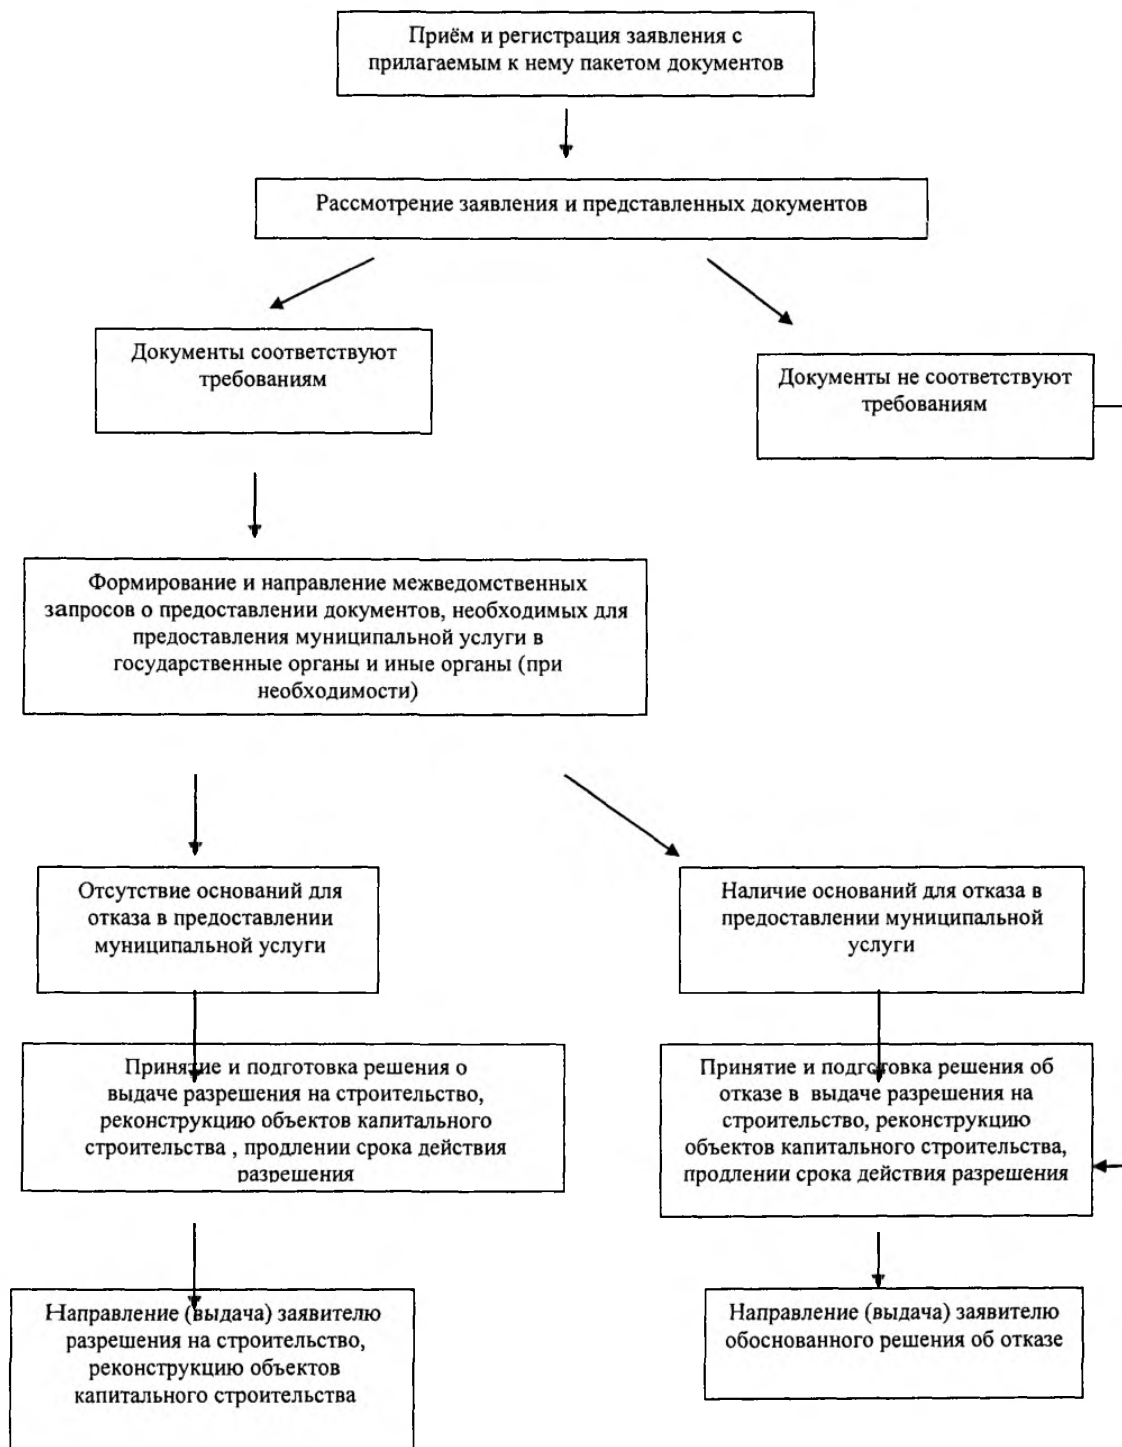 Приём и регистрация заявления с
прилагаемым к нему пакетом документов
Рассмотрение заявления и представленных документов
Документы соответствуют
требованиям
Документы не соответствуют
требованиям
Формирование и направление межведомственных
запросов о предоставлении документов, необходимых для
предоставления муниципальной услуги в
государственные органы и иные органы (при
необходимости)
Отсутствие оснований для
отказа в предоставлении
муниципальной услуги
Наличие оснований для отказа в
предоставлении муниципальной
услуги
Принятие и подготовка решения о
выдаче разрешения на строительство,
реконструкцию объектов капитального
строительства , продлении срока действия
разрешения
Принятие и подготовка решения об
отказе в выдаче разрешения на
строительство, реконструкцию
объектов капитального строительства,
продлении срока действия разрешения
Направление (выдача) заявителю
разрешения на строительство,
реконструкцию объектов
капитального строительства
Направление (выдача) заявителю
обоснованного решения об отказе